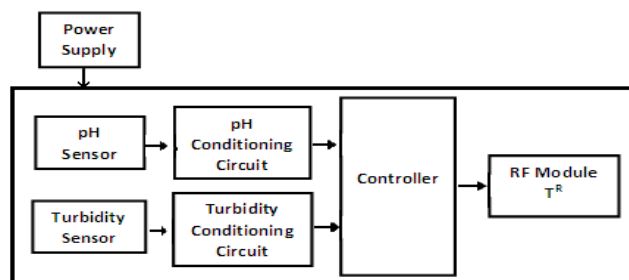 Power
Supply
pH
Sensor
pH
Conditioning
Circuit
Controller
RF Module
T^R
Turbidity
Sensor
Turbidity
Conditioning
Circuit